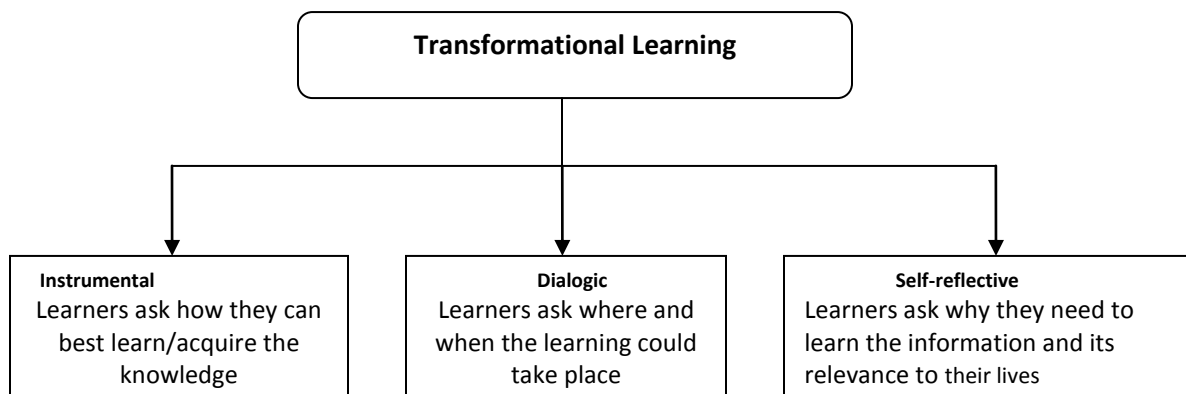 Transformational Learning
Instrumental
Learners ask how they can
best learn/acquire the
knowledge
Dialogic
Learners ask where and
when the learning could
take place
Self-reflective
Learners ask why they need to
learn the information and its
relevance to their lives